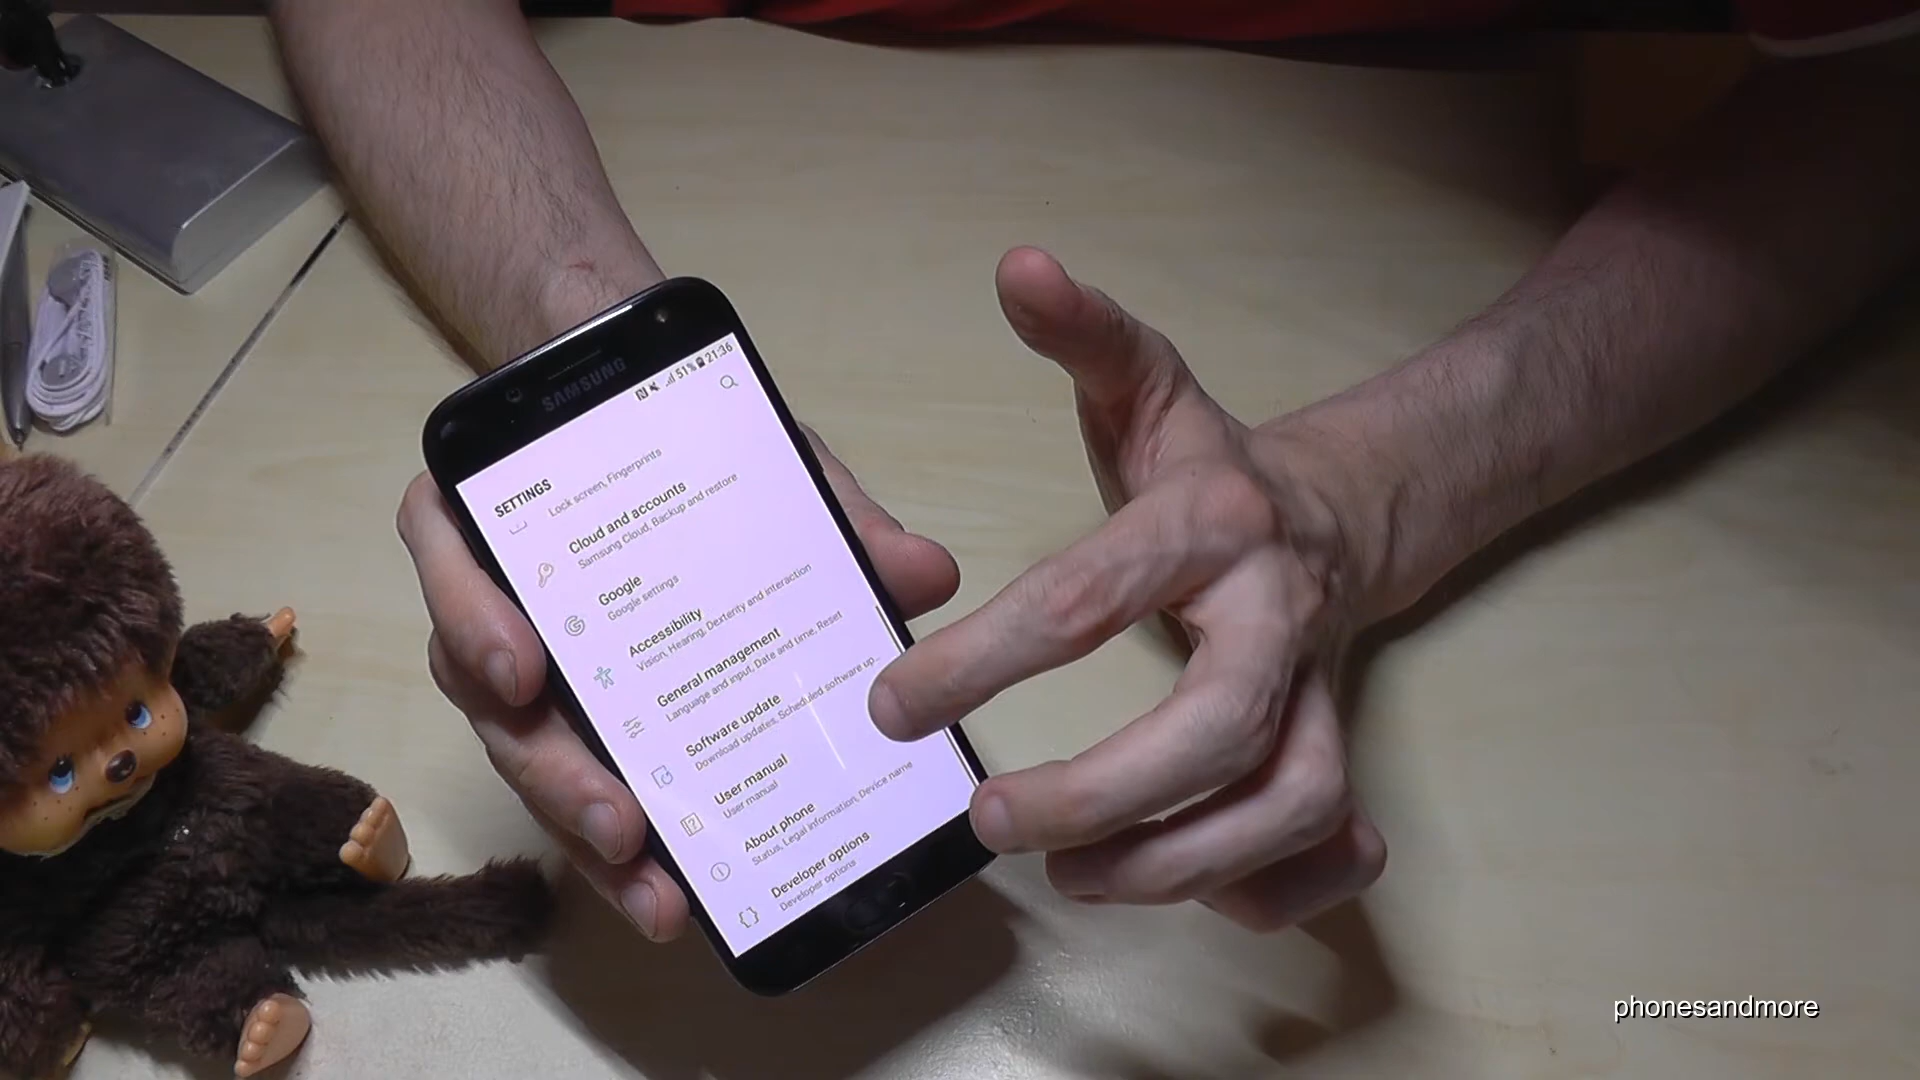 SAMSUNG
51% 21:36
SETTINGS
Lock screen, Fingerprints
Cloud and accounts
Samsung Cloud, Backup and restore
Google
Google settings
Accessibility
Vision, Hearing, Dexterity and interaction
General management
Language and input, Date and time, Reset
Software update
Download updates, Scheduled software up...
User manual
User manual
About phone
Status, Legal information, Device name
Developer options
Developer options
phonesandmore